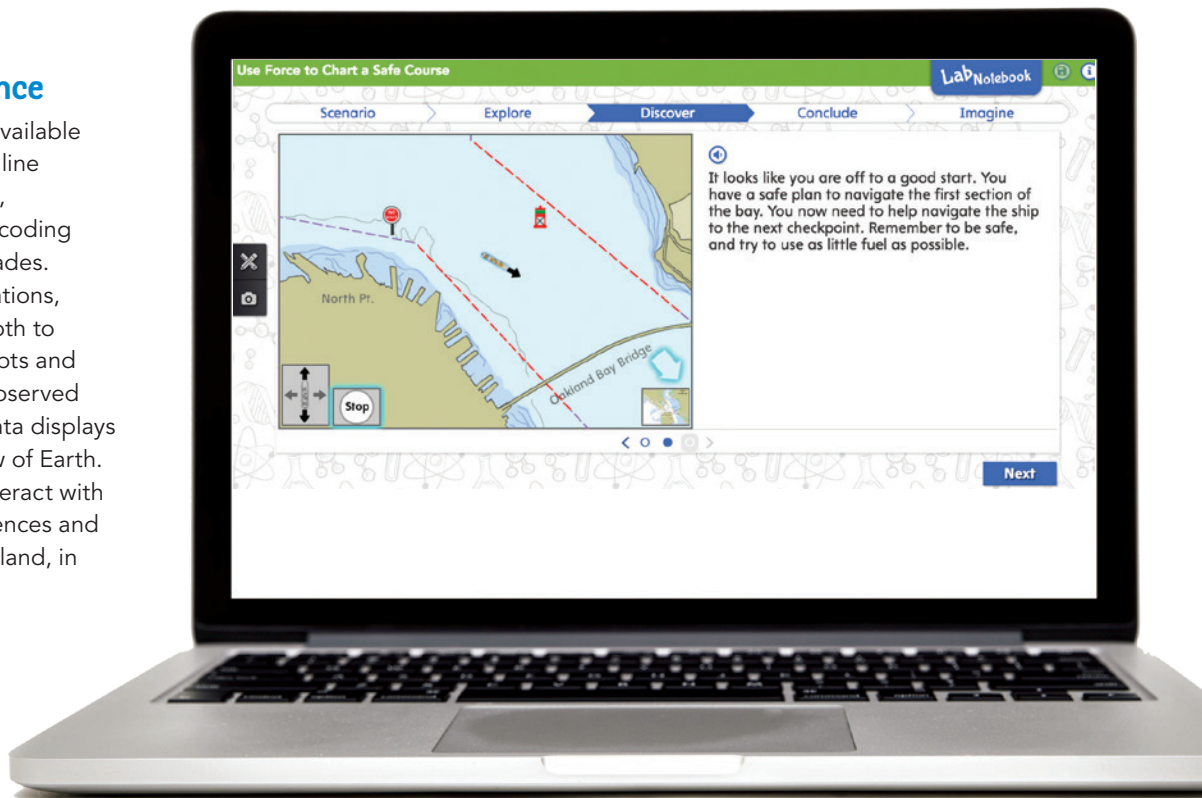 nce
vailable
line
,
coding
ades.
ations,
oth to
pts and
bserved
ta displays
v of Earth.
eract with
ences and
land, in
Use Force to Chart a Safe Course
Lab Notebook
Scenario
Explore
Discover
Conclude
Imagine
North Pt.
Oakland Bay Bridge
Stop
It looks like you are off to a good start. You
have a safe plan to navigate the first section of
the bay. You now need to help navigate the ship
to the next checkpoint. Remember to be safe,
and try to use as little fuel as possible.
Next